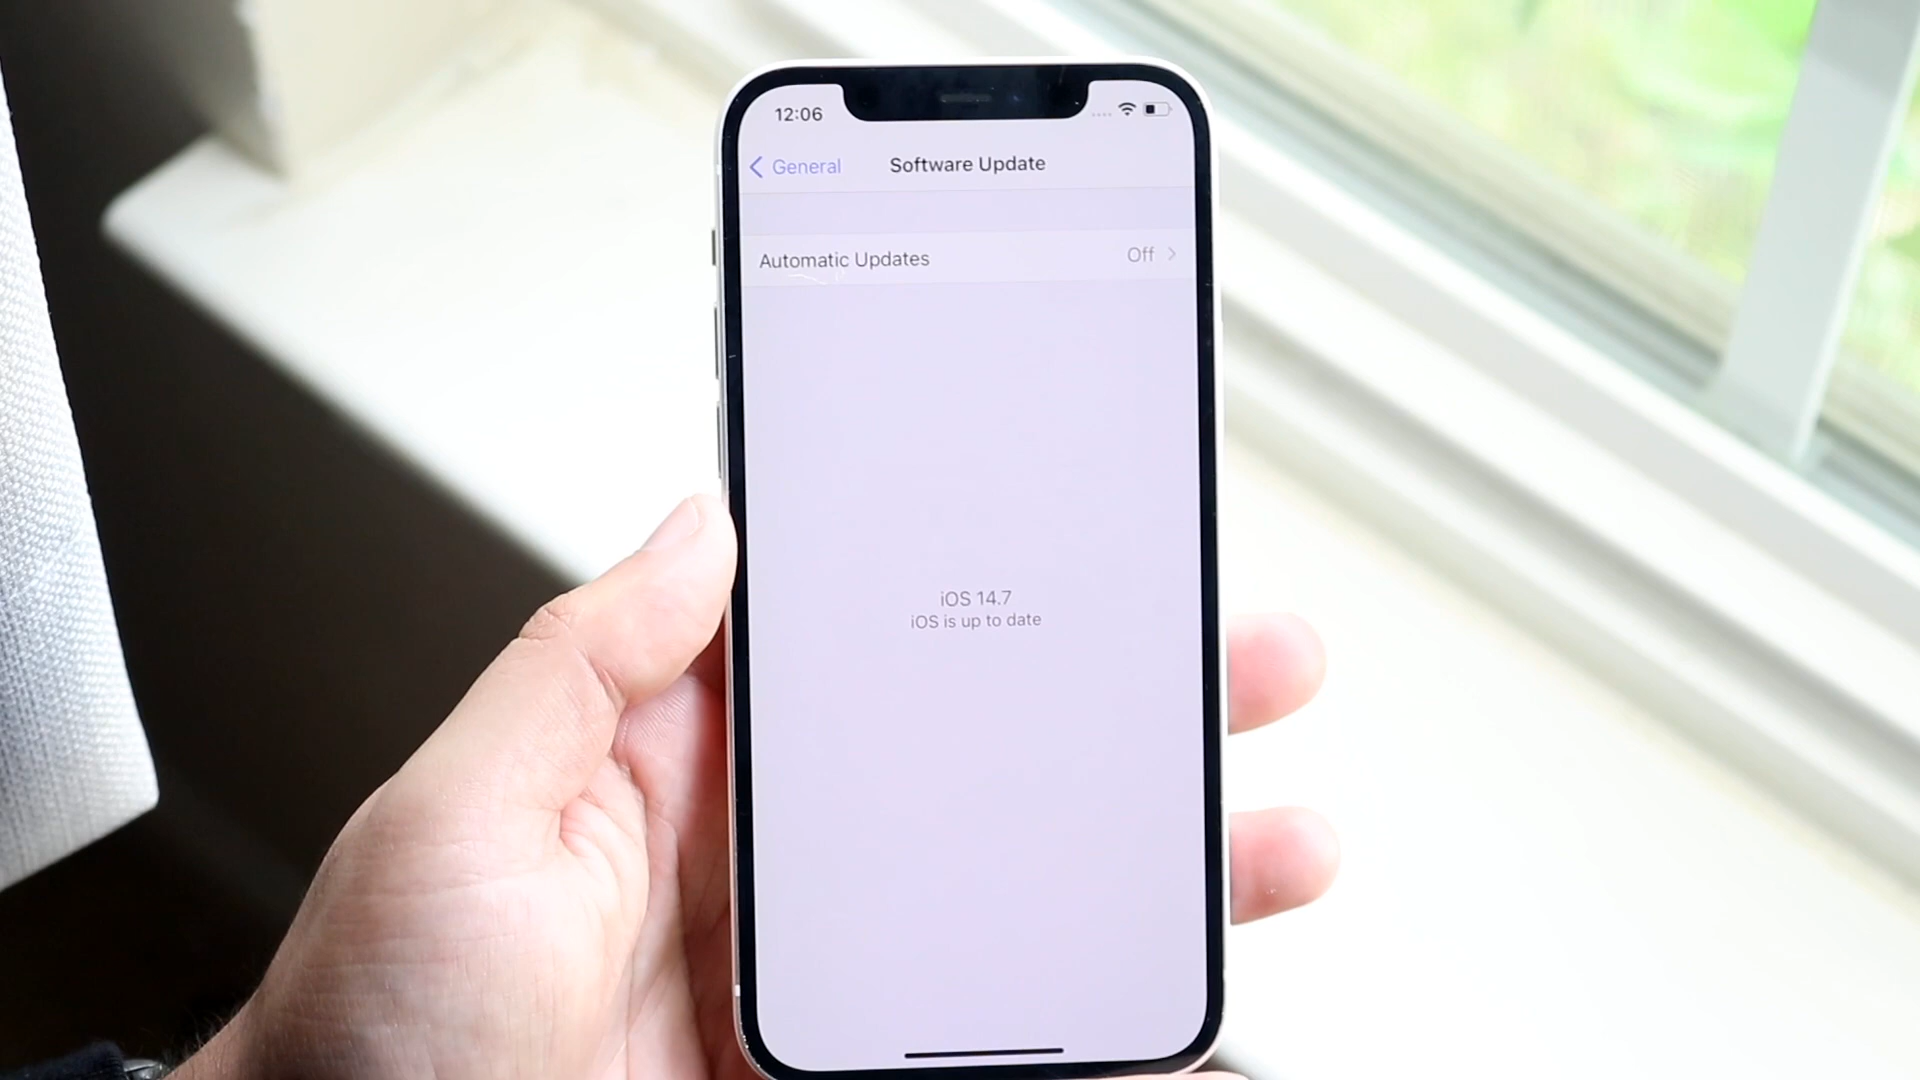 12:06
General
Software Update
Automatic Updates
Off
iOS 14.7
iOS is up to date